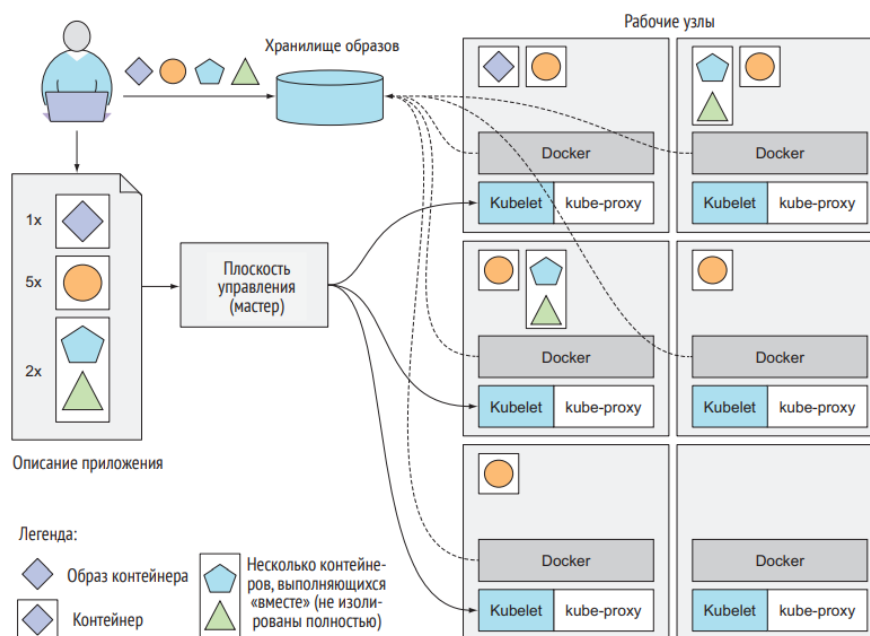 Рабочие узлы
Хранилище образов
Docker
Kubelet kube-proxy
Docker
Kubelet kube-proxy
1x
5x
2x
Плоскость
управления
(мастер)
Docker
Kubelet kube-proxy
Docker
Kubelet kube-proxy
Описание приложения
Docker
Kubelet kube-proxy
Docker
Kubelet kube-proxy
Легенда:
Образ контейнера
Контейнер
Несколько контейне-
ров, выполняющихся
«вместе» (не изоли-
рованы полностью)